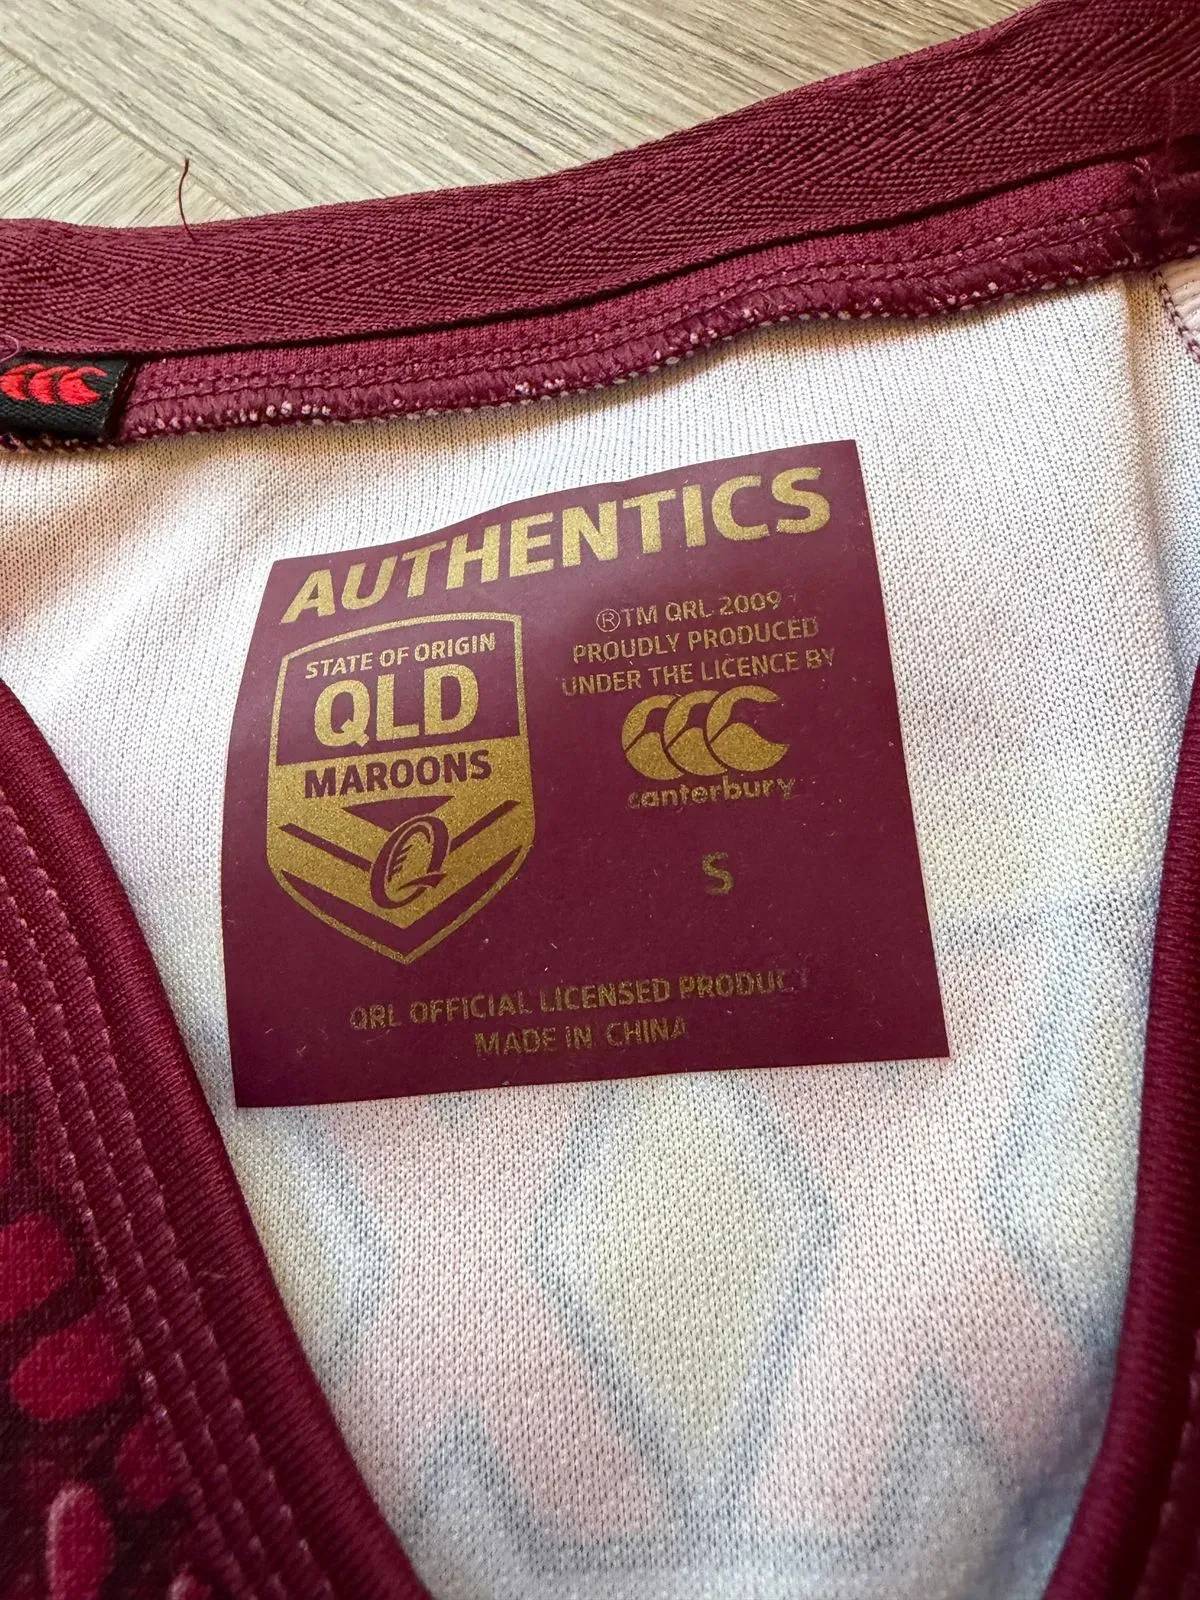 AUTHENTICS
STATE OF ORIGIN
QLD
MAROONS
®TM QRL 2009
PROUDLY PRODUCED
UNDER THE LICENCE BY
canterbury
S
QRL OFFICIAL LICENSED PRODUCT
MADE IN CHINA